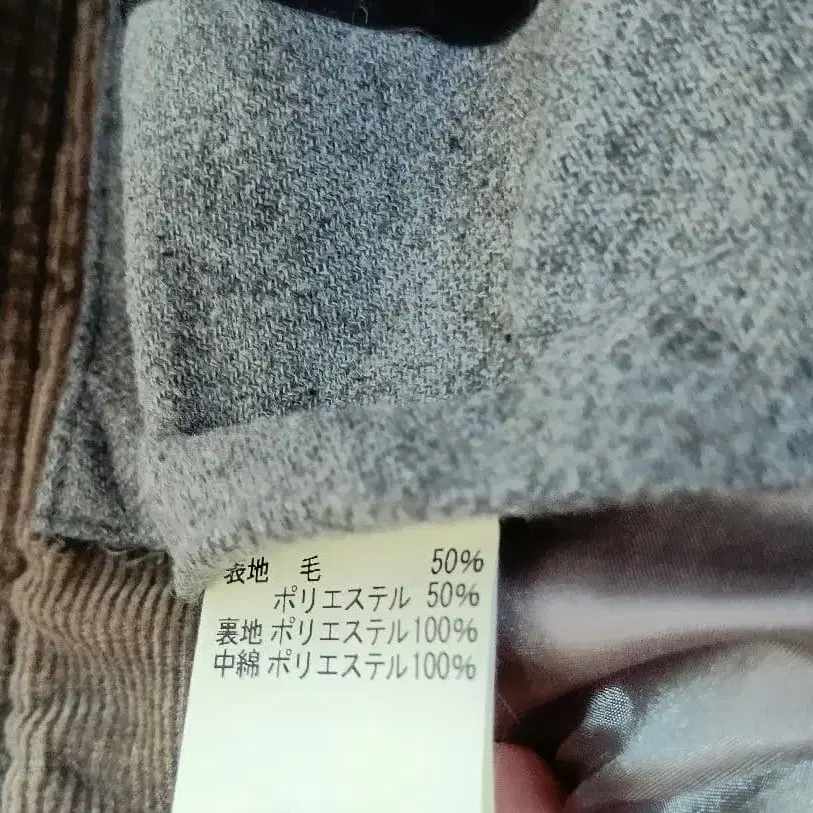 表地 毛 50%
ポリエステル 50%
裏地 ポリエステル100%
中綿 ポリエステル100%